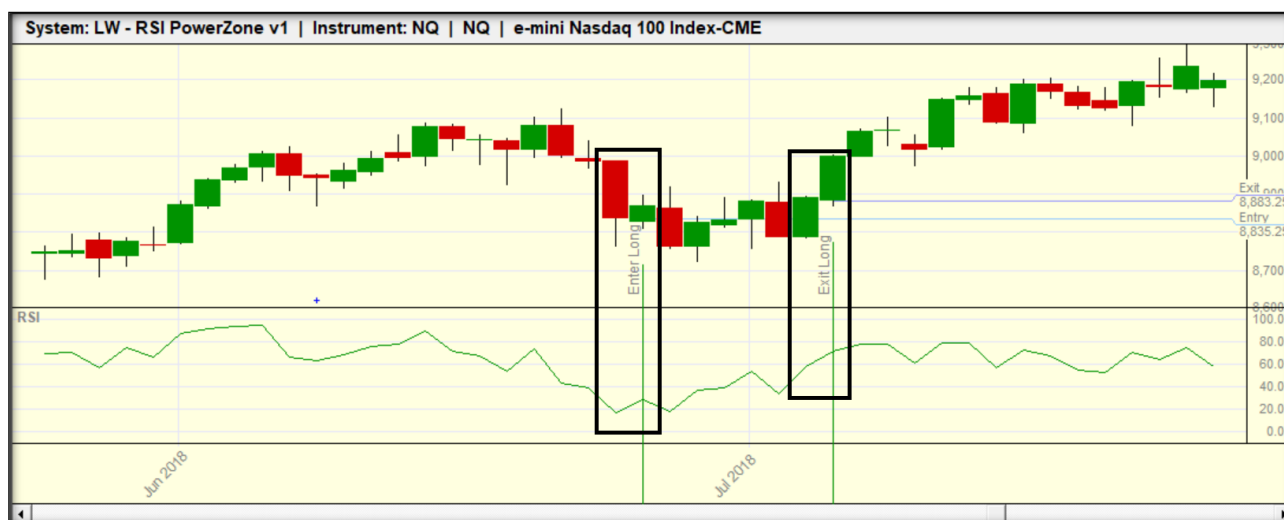 System: LW - RSI PowerZone v1 | Instrument: NQ | NQ | e-mini Nasdaq 100 Index-CME
9,200
9,100
9,000
Exit
8,883.25
Entry
8,835.25
8,700
8,600
Enter Long
Exit Long
RSI
100.0
80.0
60.0
40.0
20.0
0.0
Jun 2018
Jul 2018